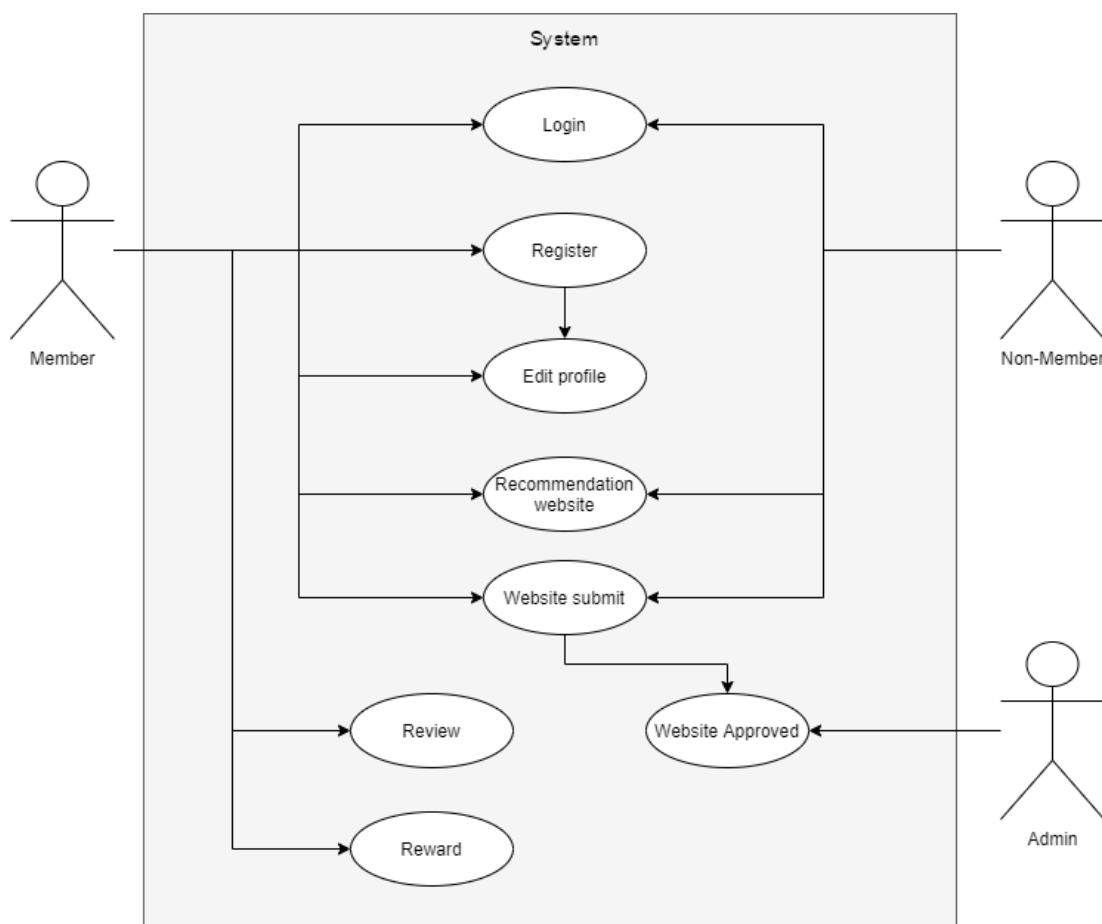 System
Login
Register
Member
Non-Member
Edit profile
Recommendation
website
Website submit
Review
Website Approved
Admin
Reward